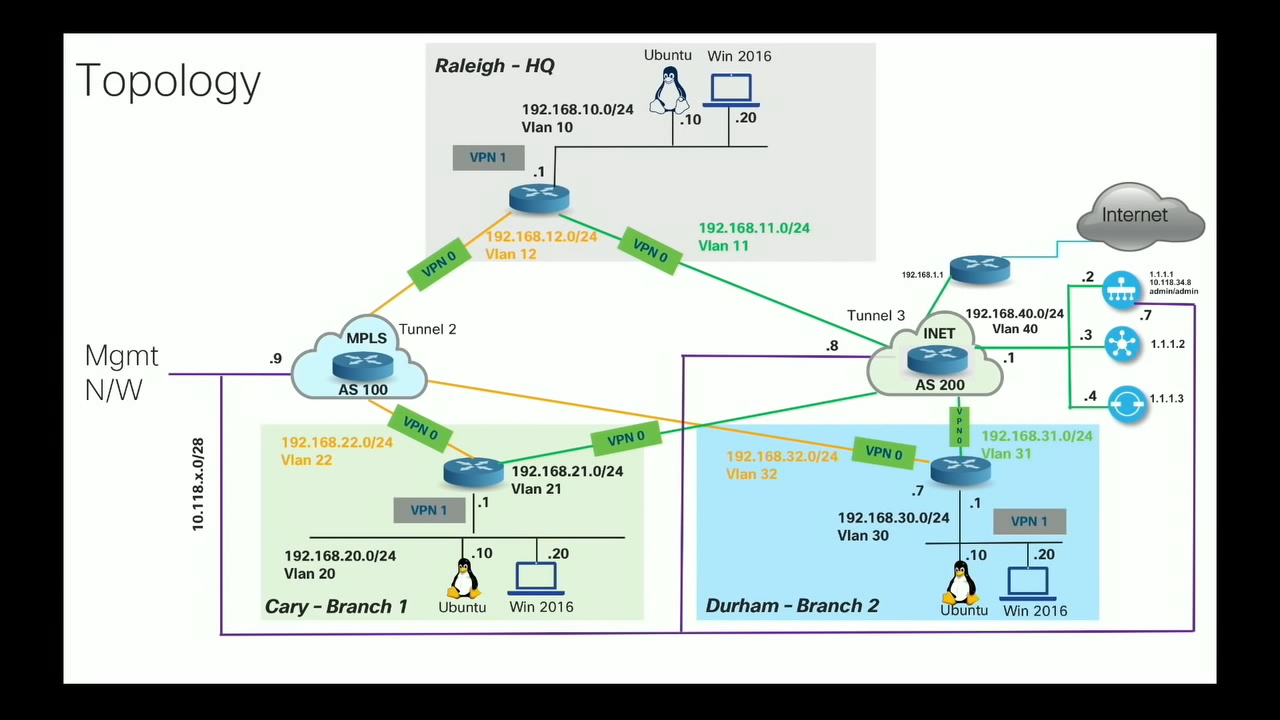 Topology
Raleigh – HQ
Ubuntu
Win 2016
192.168.10.0/24
Vlan 10
.10
.20
VPN 1
.1
192.168.12.0/24
Vlan 12
VPN 0
VPN 0
192.168.11.0/24
Vlan 11
Internet
192.168.1.1
.2
1.1.1.1
10.118.34.8
admin/admin
.7
MPLS
Tunnel 2
AS 100
Tunnel 3
INET
AS 200
192.168.40.0/24
Vlan 40
.1
.3
1.1.1.2
.4
1.1.1.3
Mgmt
N/W
.9
.8
10.118.x.0/28
192.168.22.0/24
Vlan 22
VPN 0
VPN 0
192.168.21.0/24
Vlan 21
VPN 1
.1
192.168.20.0/24
Vlan 20
.10
.20
Ubuntu
Win 2016
Cary – Branch 1
VPN 0
192.168.31.0/24
Vlan 31
192.168.32.0/24
Vlan 32
VPN 0
.7
.1
192.168.30.0/24
Vlan 30
VPN 1
.10
.20
Ubuntu
Win 2016
Durham – Branch 2